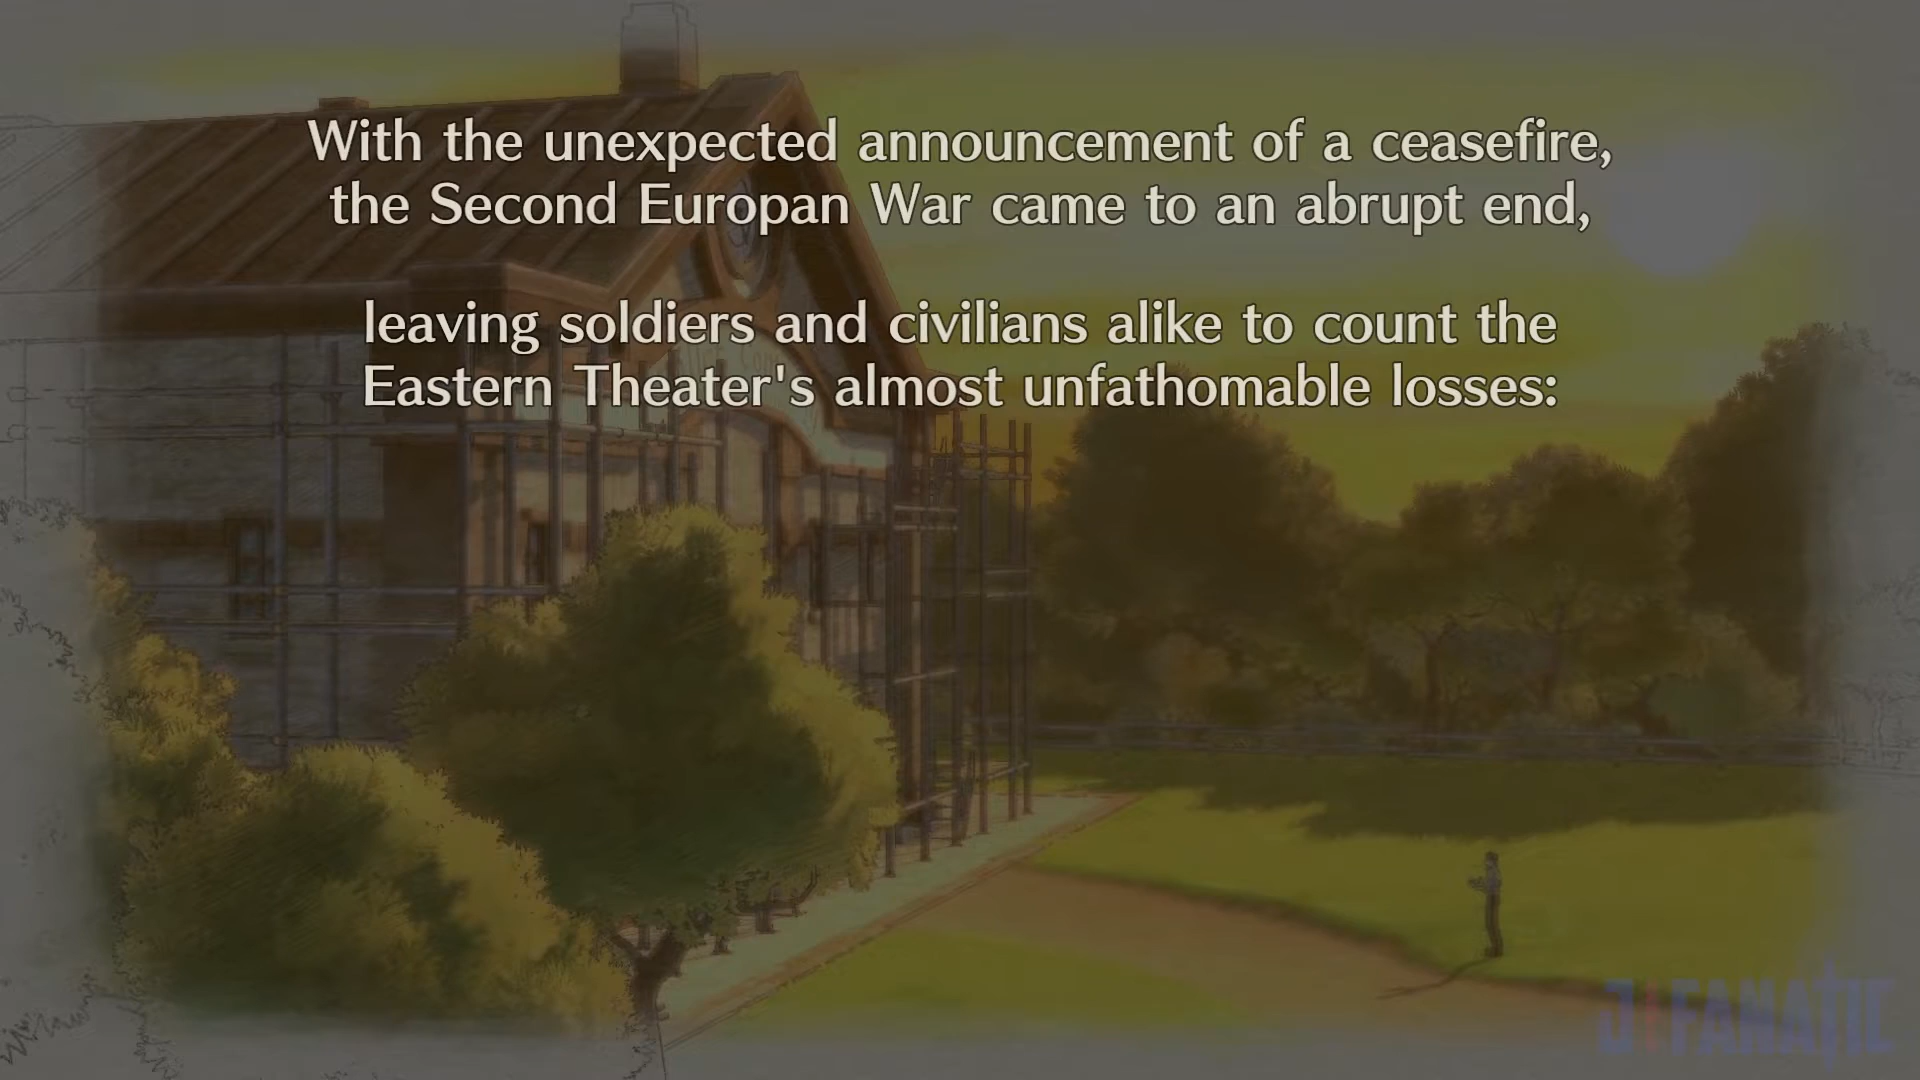 With the unexpected announcement of a ceasefire,
the Second Europan War came to an abrupt end,
leaving soldiers and civilians alike to count the
Eastern Theater's almost unfathomable losses:
J!FANATIC